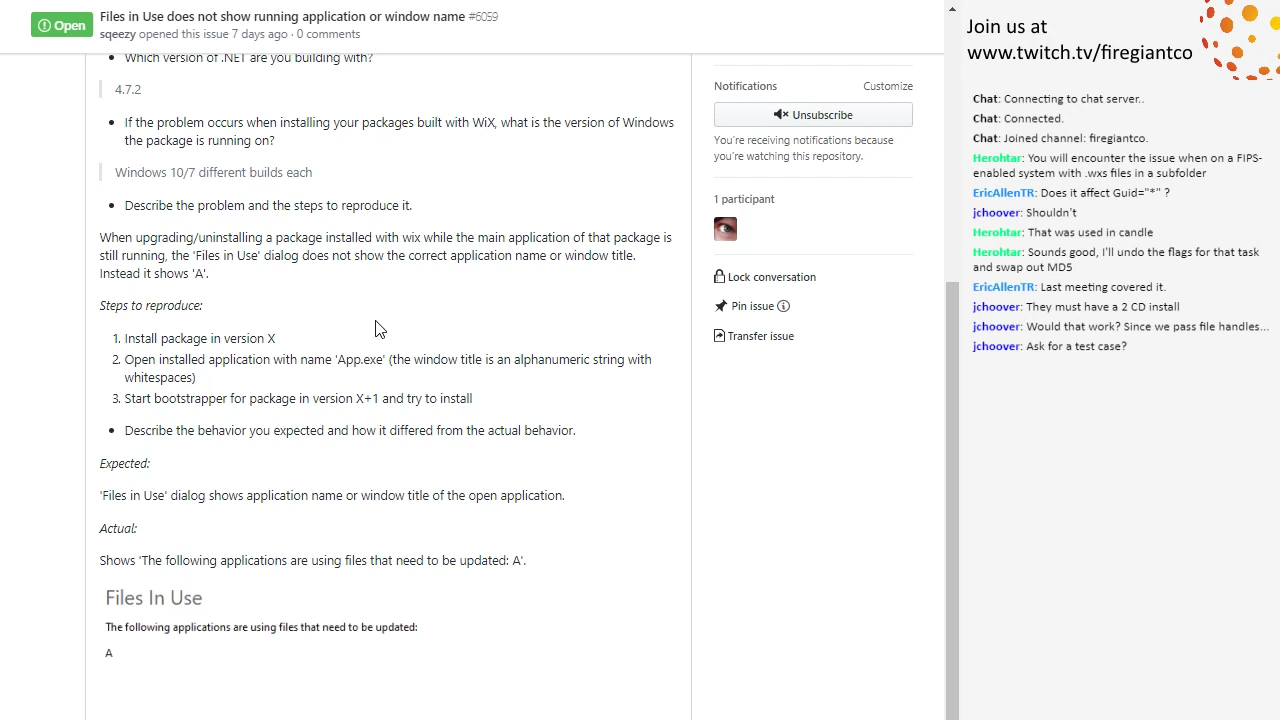 Open
Files in Use does not show running application or window name #6059
sqeezy opened this issue 7 days ago · 0 comments
• Which version of .NET are you building with?
4.7.2
• If the problem occurs when installing your packages built with WiX, what is the version of Windows
the package is running on?
Windows 10/7 different builds each
• Describe the problem and the steps to reproduce it.
When upgrading/uninstalling a package installed with wix while the main application of that package is
still running, the 'Files in Use' dialog does not show the correct application name or window title.
Instead it shows 'A'.
Steps to reproduce:
1. Install package in version X
2. Open installed application with name 'App.exe' (the window title is an alphanumeric string with
whitespaces)
3. Start bootstrapper for package in version X+1 and try to install
• Describe the behavior you expected and how it differed from the actual behavior.
Expected:
'Files in Use' dialog shows application name or window title of the open application.
Actual:
Shows 'The following applications are using files that need to be updated: A'.
Files In Use
The following applications are using files that need to be updated:
A
Notifications
Customize
Unsubscribe
You're receiving notifications because
you're watching this repository.
1 participant
Lock conversation
Pin issue
Transfer issue
Join us at
www.twitch.tv/firegiantco
Chat: Connecting to chat server..
Chat: Connected.
Chat: Joined channel: firegiantco.
Herohtar: You will encounter the issue when on a FIPS-
enabled system with .wxs files in a subfolder
EricAllenTR: Does it affect Guid="*" ?
jchoover: Shouldn't
Herohtar: That was used in candle
Herohtar: Sounds good, I'll undo the flags for that task
and swap out MD5
EricAllenTR: Last meeting covered it.
jchoover: They must have a 2 CD install
jchoover: Would that work? Since we pass file handles...
jchoover: Ask for a test case?